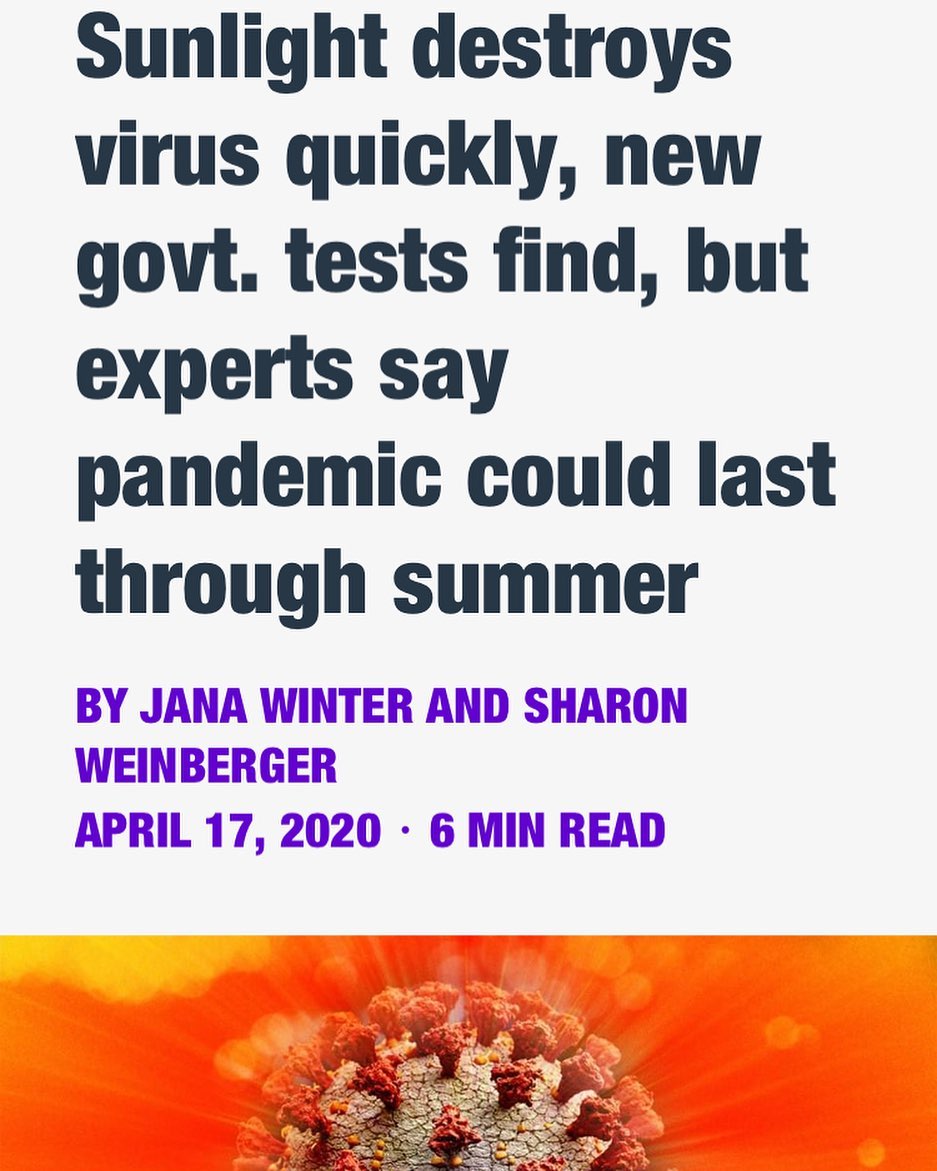 Sunlight destroys
virus quickly, new
govt. tests find, but
experts say
pandemic could last
through summer
BY JANA WINTER AND SHARON
WEINBERGER
APRIL 17, 2020 · 6 MIN READ